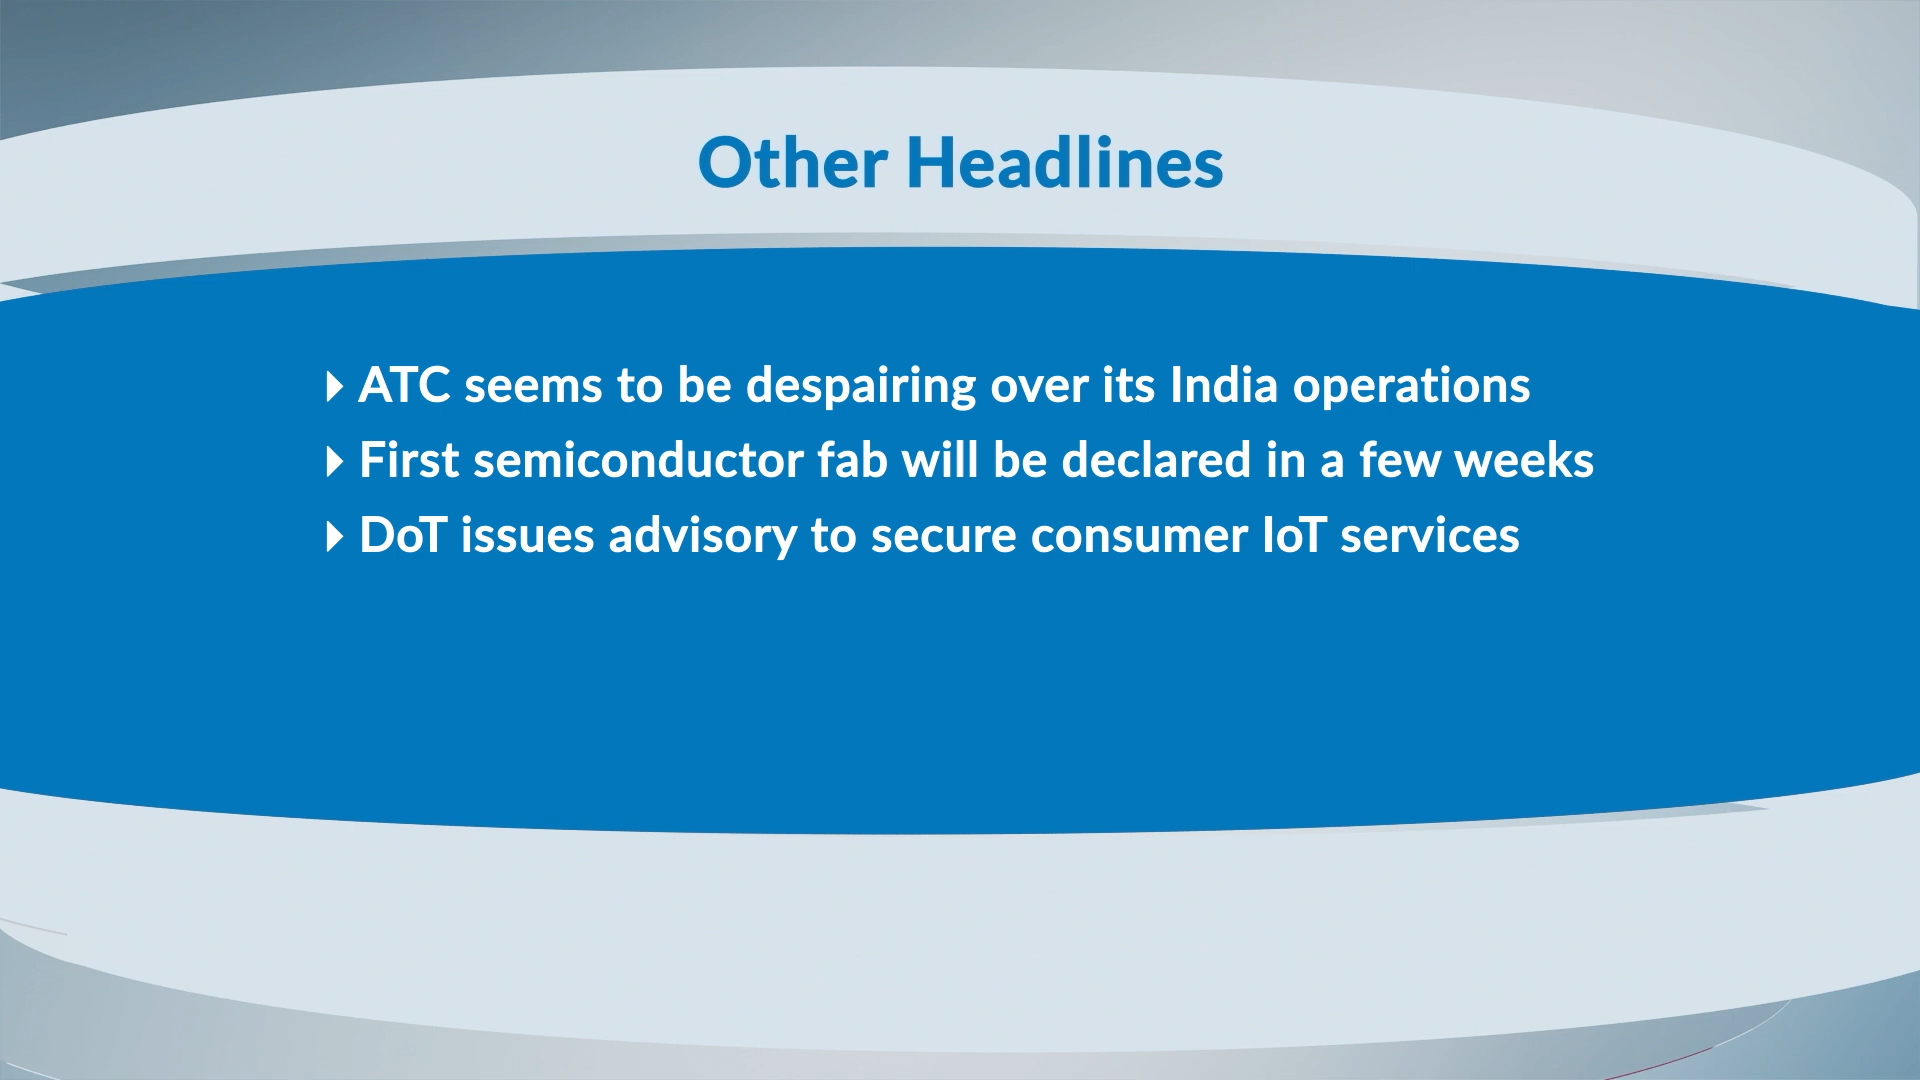 Other Headlines
ATC seems to be despairing over its India operations
First semiconductor fab will be declared in a few weeks
DoT issues advisory to secure consumer IoT services